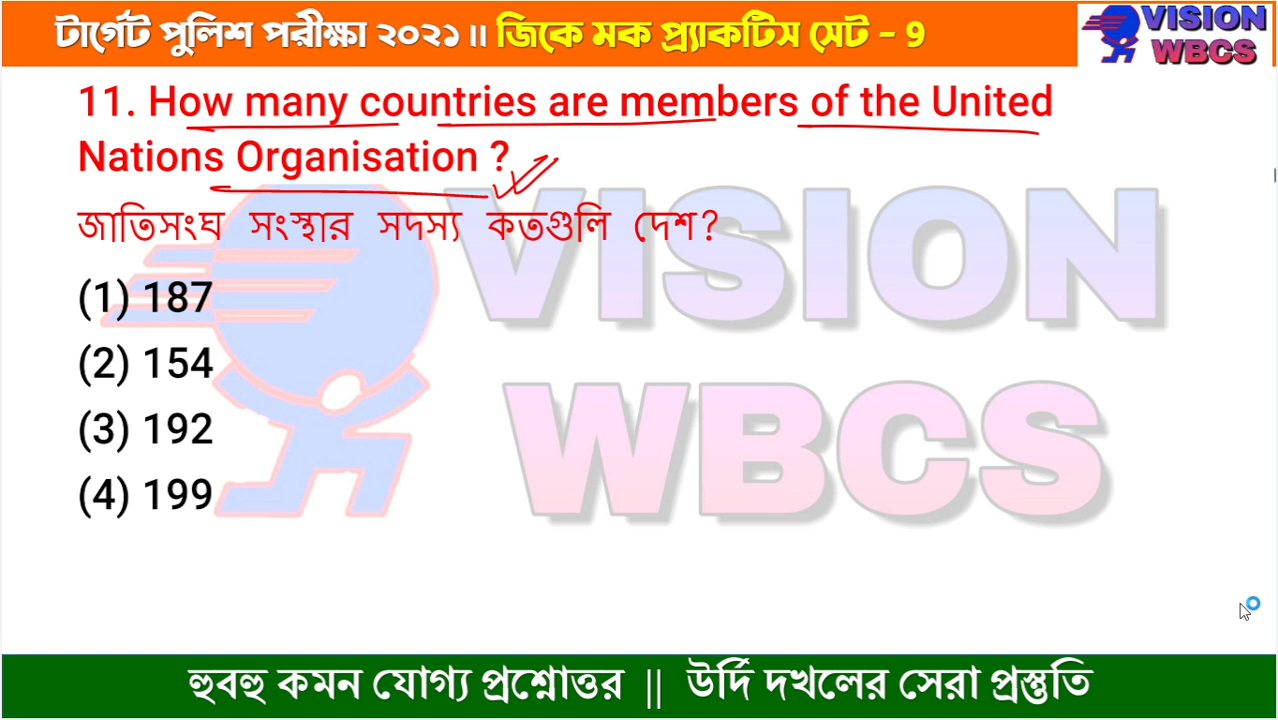 টার্গেট পুলিশ পরীক্ষা ২০২১ ॥ জিকে মক প্র্যাকটিস সেট - 9
VISION
WBCS
11. How many countries are members of the United
Nations Organisation ?
জাতিসংঘ সংস্থার সদস্য কতগুলি দেশ?
(1) 187
(2) 154
(3) 192
(4) 199
VISION
WBCS
হুবহু কমন যোগ্য প্রশ্নোত্তর || উর্দি দখলের সেরা প্রস্তুতি